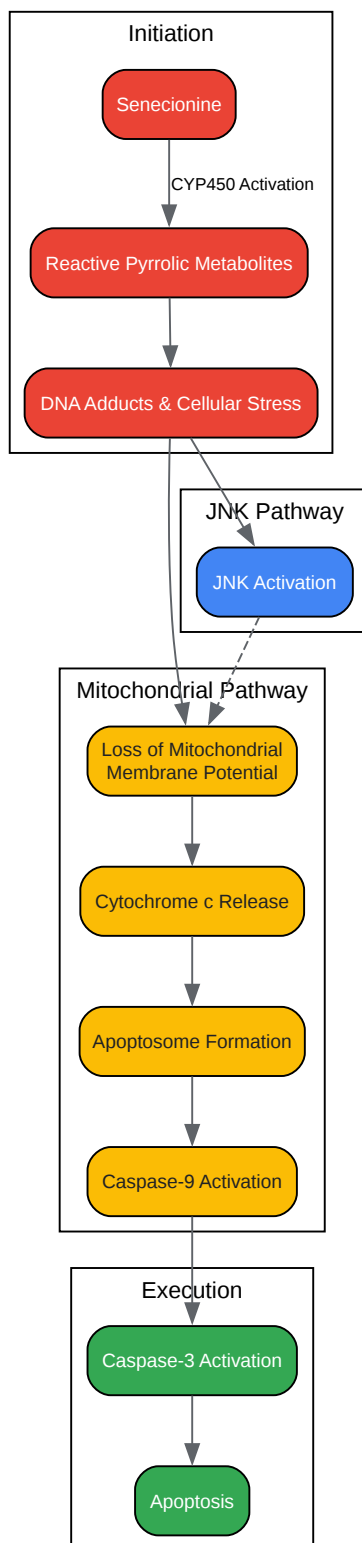 Initiation
Senecionine
CYP450 Activation
Reactive Pyrrolic Metabolites
DNA Adducts & Cellular Stress
JNK Pathway
JNK Activation
Mitochondrial Pathway
Loss of Mitochondrial
Membrane Potential
Cytochrome c Release
Apoptosome Formation
Caspase-9 Activation
Execution
Caspase-3 Activation
Apoptosis